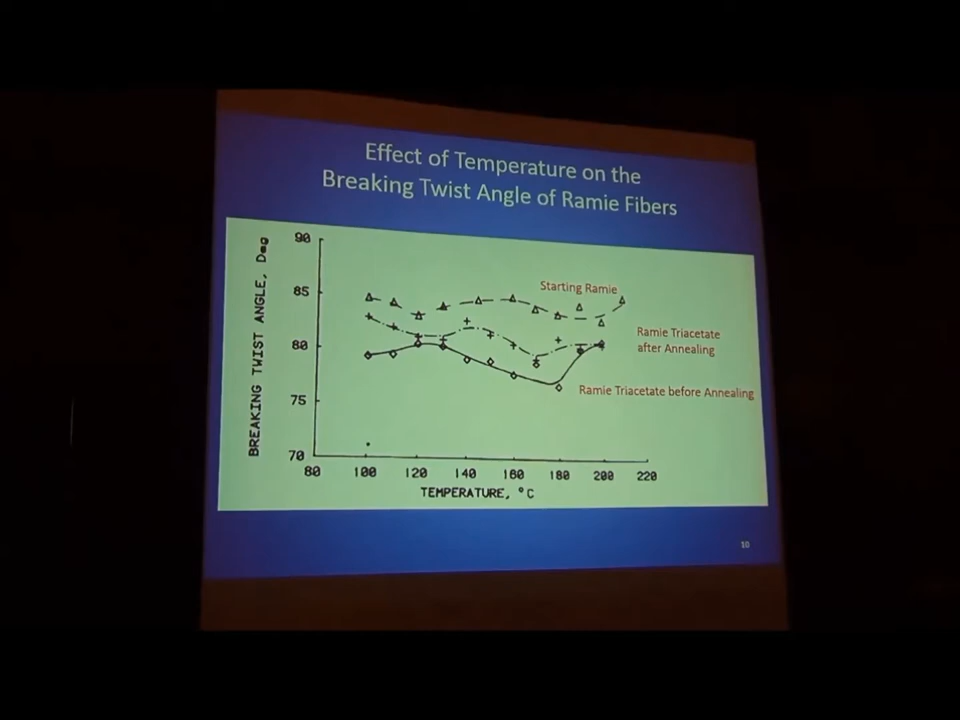 Effect of Temperature on the
Breaking Twist Angle of Ramie Fibers
BREAKING TWIST ANGLE, Deg
90
85
80
75
70
Starting Ramie
Ramie Triacetate
after Annealing
Ramie Triacetate before Annealing
80 100 120 140 160 180 200 220
TEMPERATURE, °C
10